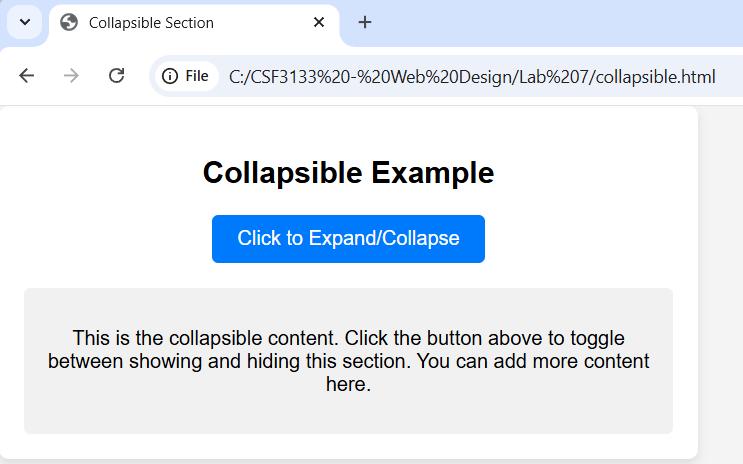 Collapsible Section
File C:/CSF3133%20-%20Web%20Design/Lab%207/collapsible.html
Collapsible Example
Click to Expand/Collapse
This is the collapsible content. Click the button above to toggle
between showing and hiding this section. You can add more content
here.